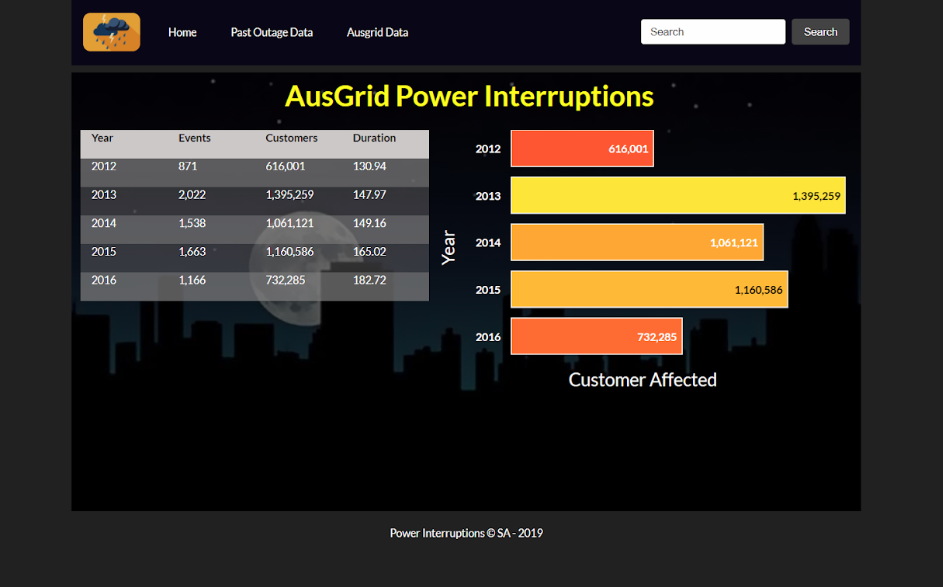 Home Past Outage Data Ausgrid Data Search Search
AusGrid Power Interruptions
Year Events Customers Duration
2012 871 616,001 130.94
2013 2,022 1,395,259 147.97
2014 1,538 1,061,121 149.16
2015 1,663 1,160,586 165.02
2016 1,166 732,285 182.72
Year
2012 616,001
2013 1,395,259
2014 1,061,121
2015 1,160,586
2016 732,285
Customer Affected
Power Interruptions © SA - 2019